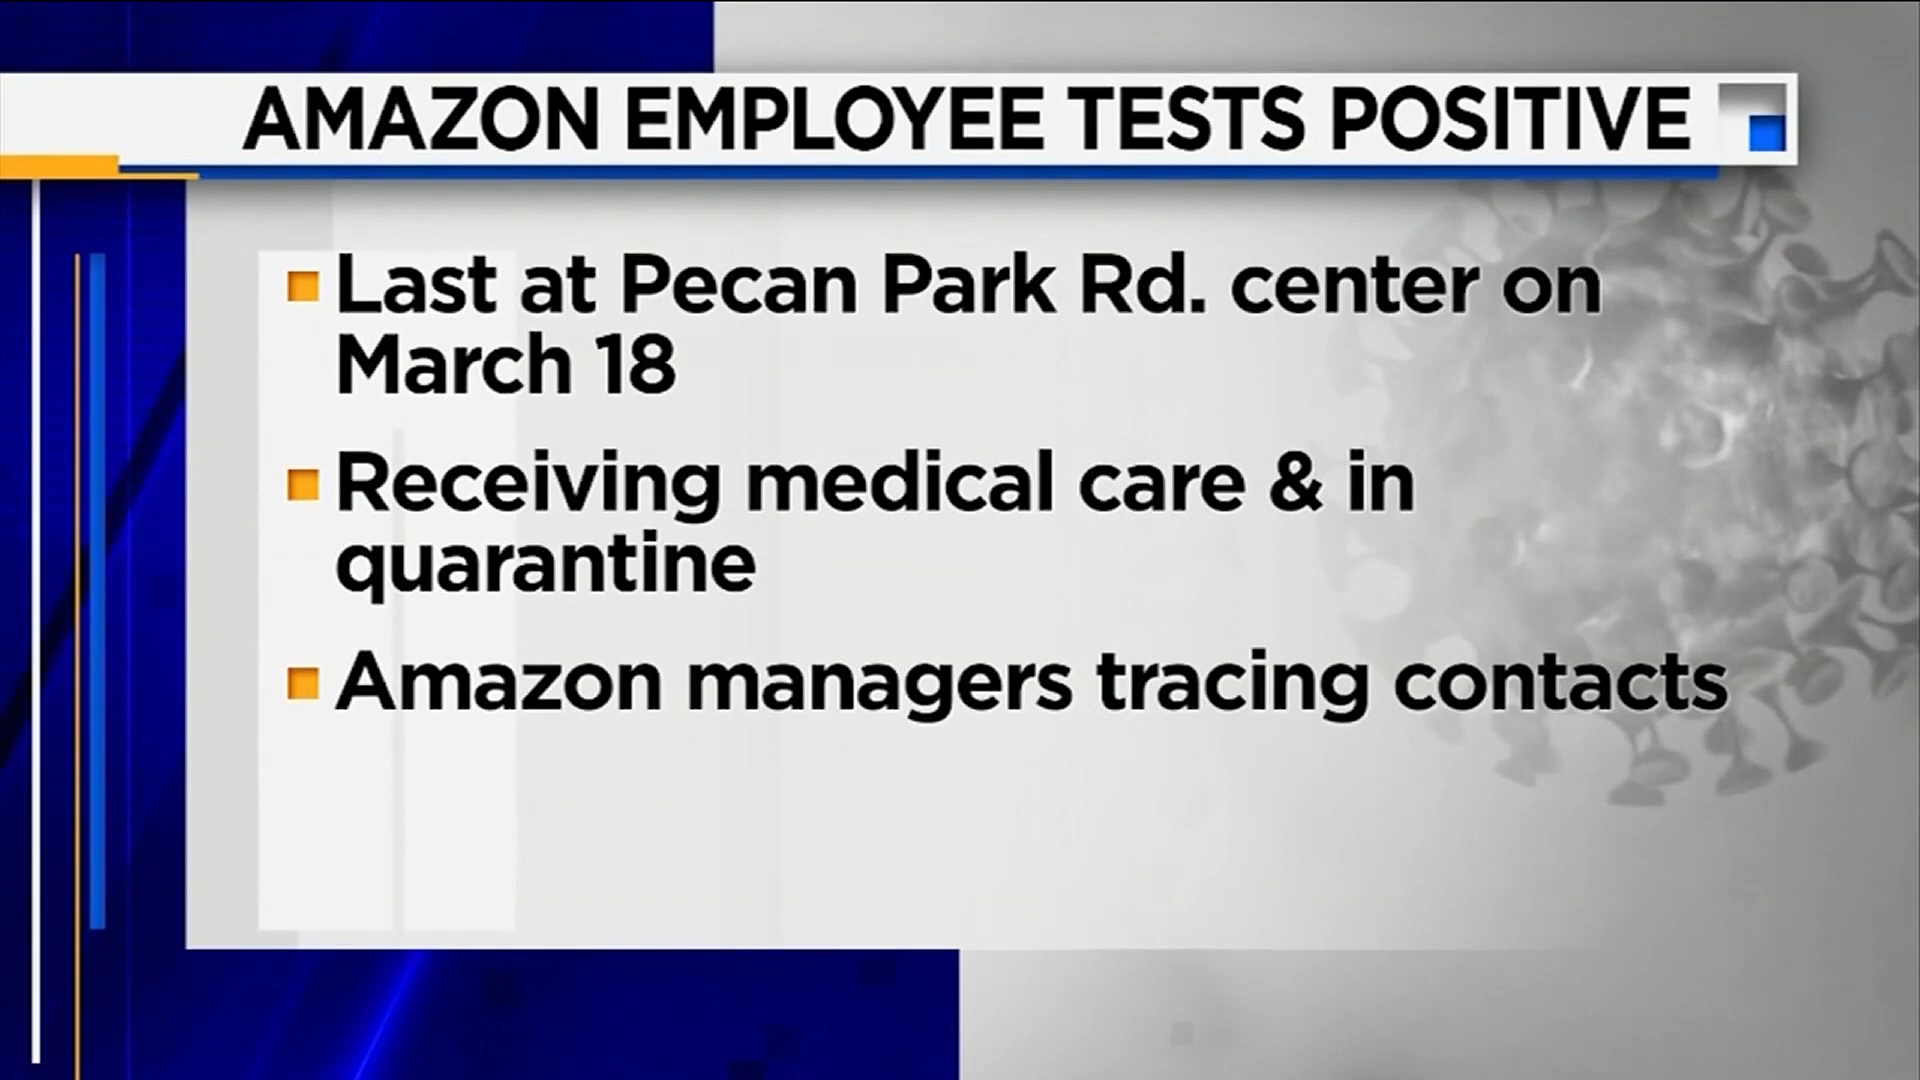 AMAZON EMPLOYEE TESTS POSITIVE
Last at Pecan Park Rd. center on
March 18
Receiving medical care & in
quarantine
Amazon managers tracing contacts